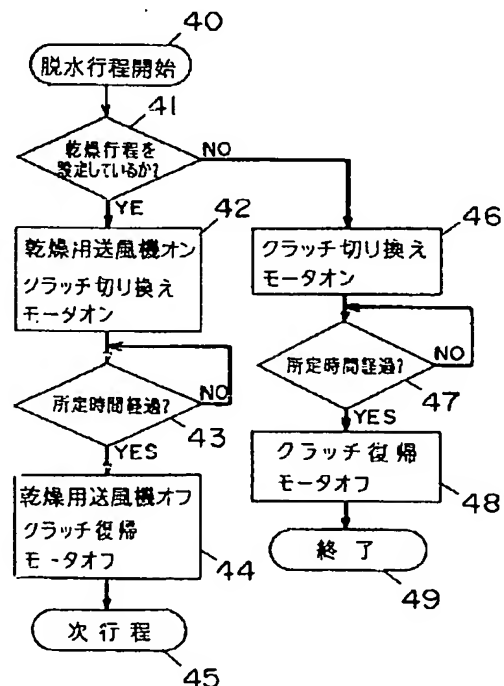 40
脱水行程開始
41
乾燥行程を
設定しているか?
NO
YE
42
乾燥用送風機オン
クラッチ切り換え
モータオン
所定時間経過?
NO
43
YES
乾燥用送風機オフ
クラッチ復帰
モータオフ
44
次行程
45
46
クラッチ切り換え
モータオン
所定時間経過?
NO
47
YES
クラッチ復帰
モータオフ
48
終了
49